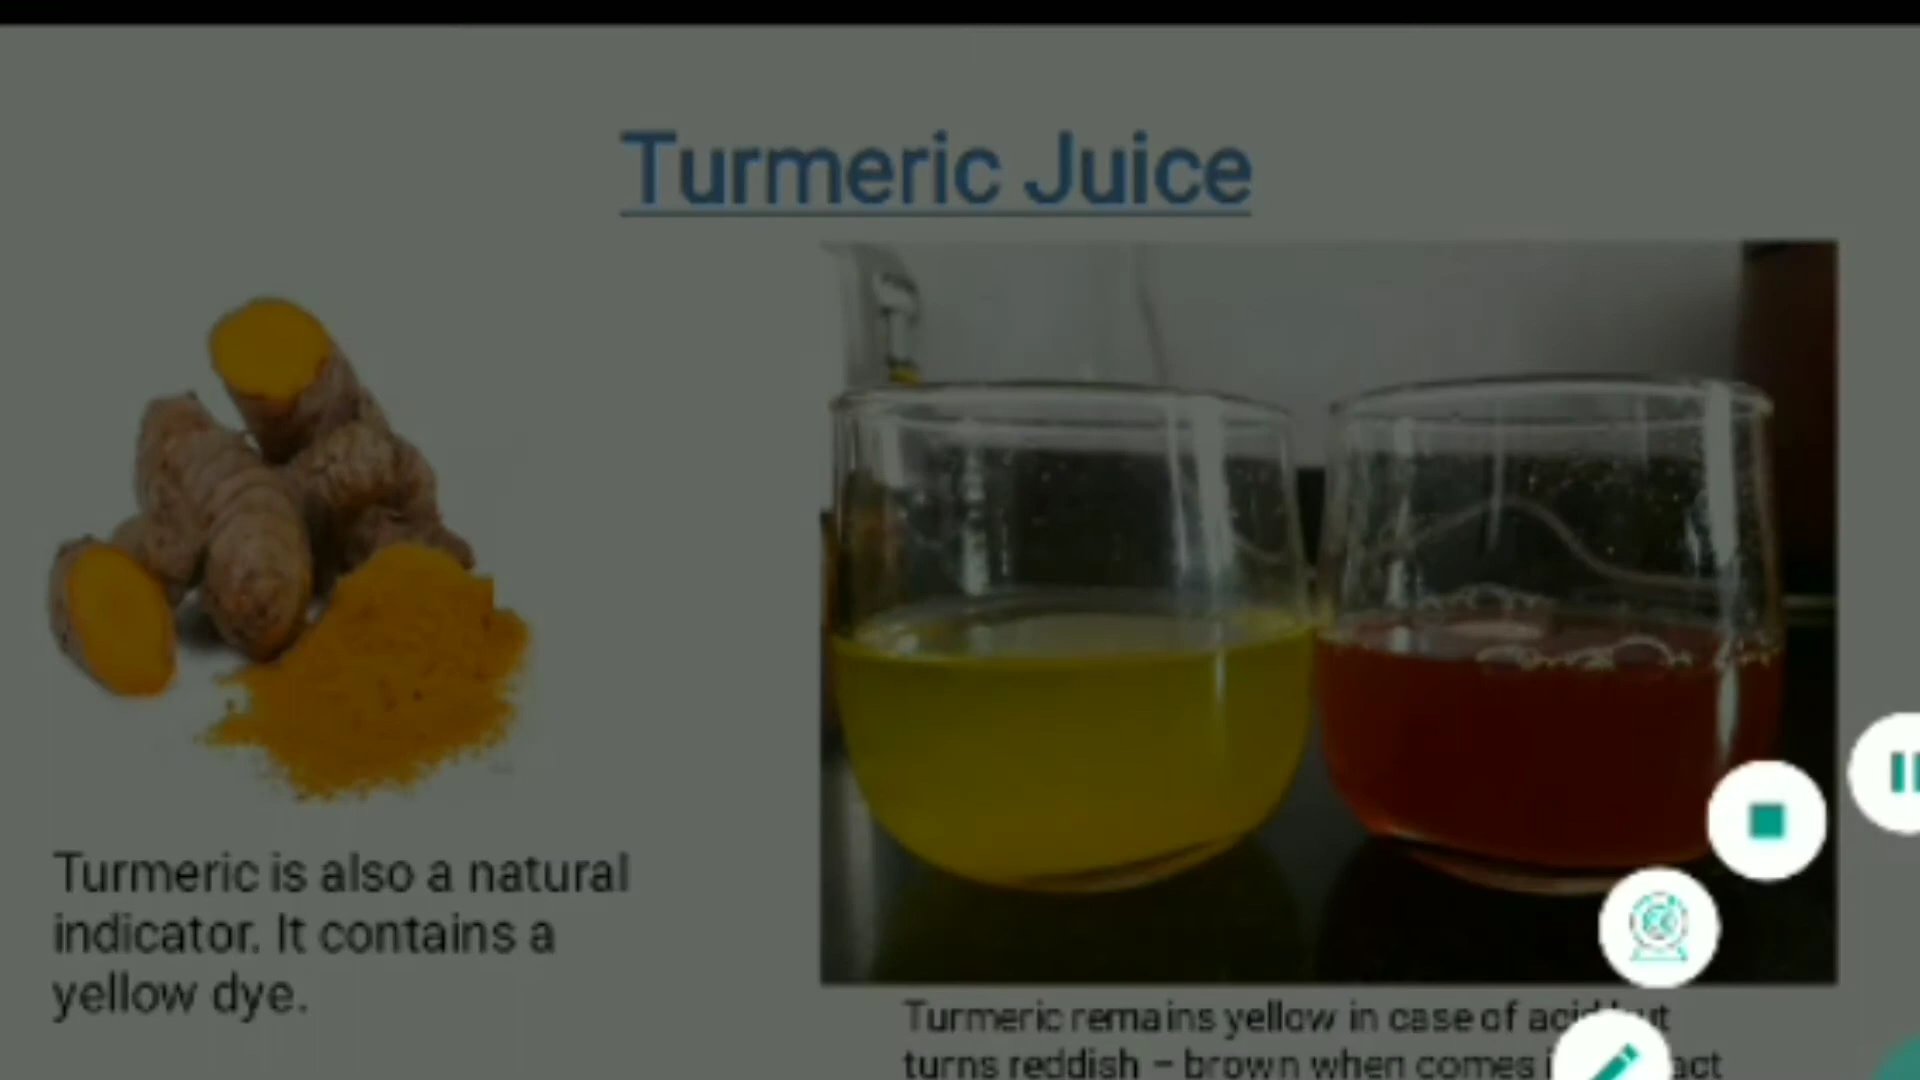 Turmeric Juice
Turmeric is also a natural
indicator. It contains a
yellow dye.
Turmeric remains yellow in case of
turns reddish – brown when comes